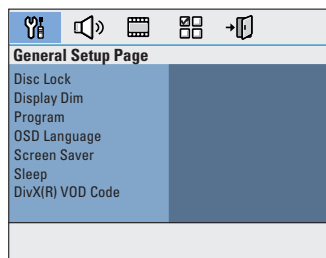 General Setup Page
Disc Lock
Display Dim
Program
OSD Language
Screen Saver
Sleep
DivX(R) VOD Code